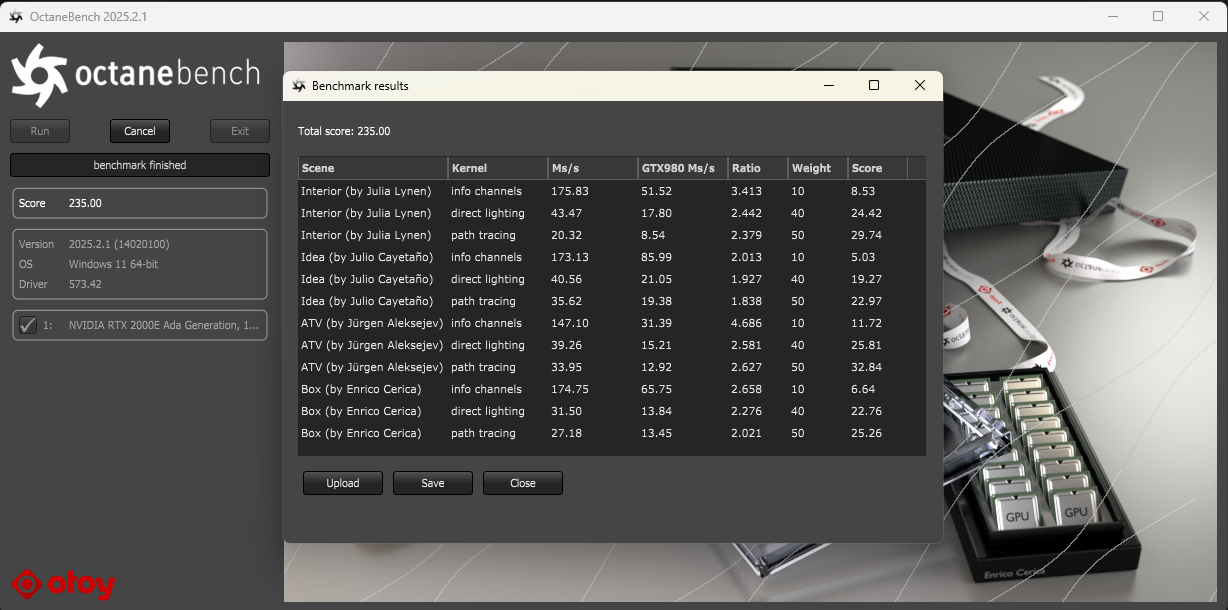 OctaneBench 2025.2.1
octanebench
Run Cancel Exit
benchmark finished
Score 235.00
Version 2025.2.1 (14020100)
OS Windows 11 64-bit
Driver 573.42
1: NVIDIA RTX 2000E Ada Generation, 1...
otoy
Benchmark results
Total score: 235.00
Scene Kernel Ms/s GTX980 Ms/s Ratio Weight Score
Interior (by Julia Lynen) info channels 175.83 51.52 3.413 10 8.53
Interior (by Julia Lynen) direct lighting 43.47 17.80 2.442 40 24.42
Interior (by Julia Lynen) path tracing 20.32 8.54 2.379 50 29.74
Idea (by Julio Cayetaño) info channels 173.13 85.99 2.013 10 5.03
Idea (by Julio Cayetaño) direct lighting 40.56 21.05 1.927 40 19.27
Idea (by Julio Cayetaño) path tracing 35.62 19.38 1.838 50 22.97
ATV (by Jürgen Aleksejev) info channels 147.10 31.39 4.686 10 11.72
ATV (by Jürgen Aleksejev) direct lighting 39.26 15.21 2.581 40 25.81
ATV (by Jürgen Aleksejev) path tracing 33.95 12.92 2.627 50 32.84
Box (by Enrico Cerica) info channels 174.75 65.75 2.658 10 6.64
Box (by Enrico Cerica) direct lighting 31.50 13.84 2.276 40 22.76
Box (by Enrico Cerica) path tracing 27.18 13.45 2.021 50 25.26
Upload Save Close
GPU GPU
Enrico Cerica